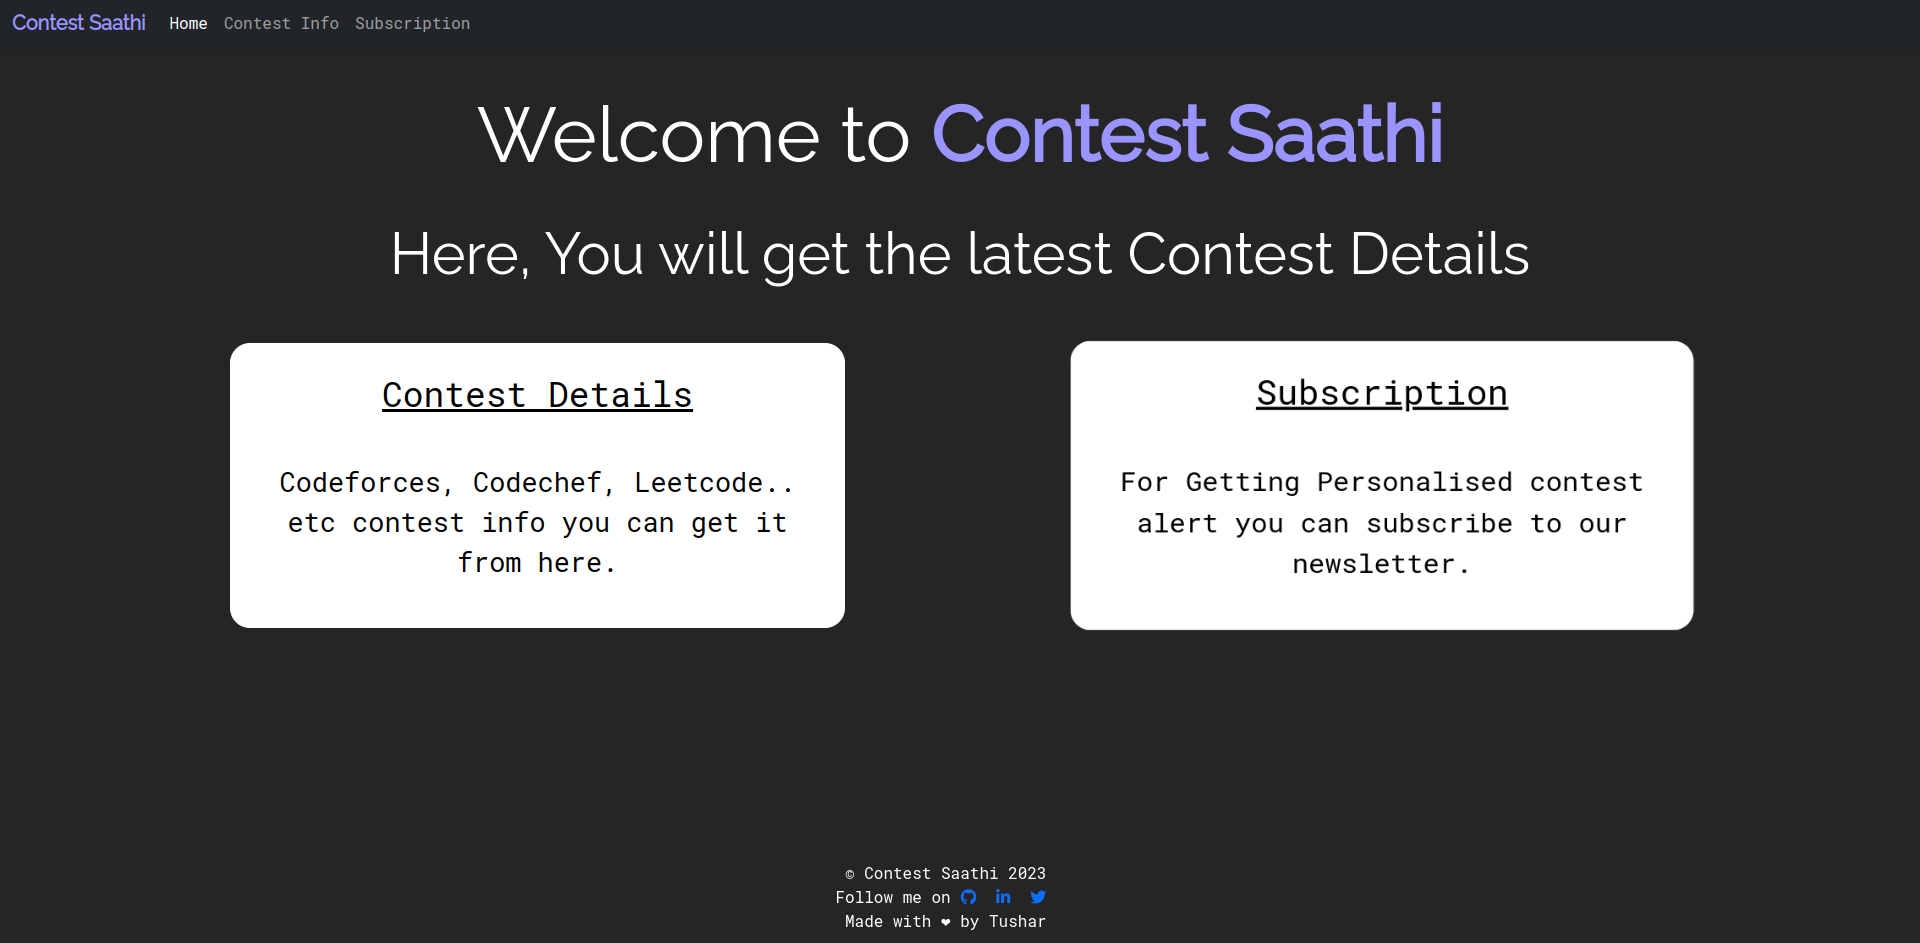 Contest Saathi Home Contest Info Subscription
Welcome to Contest Saathi
Here, You will get the latest Contest Details
Contest Details
Codeforces, Codechef, Leetcode..
etc contest info you can get it
from here.
Subscription
For Getting Personalised contest
alert you can subscribe to our
newsletter.
© Contest Saathi 2023
Follow me on
Made with ❤ by Tushar